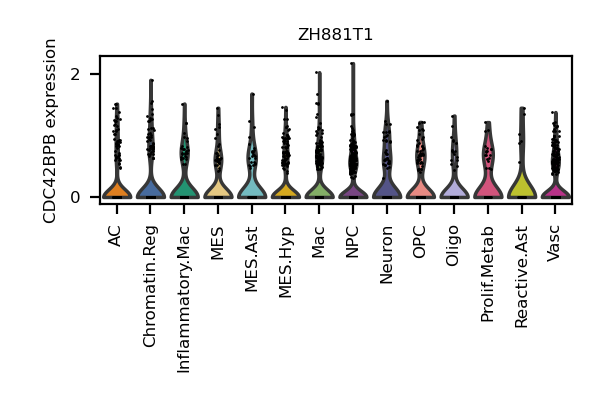 ZH881T1
CDC42BPB expression
2
0
AC
Chromatin.Reg
Inflammatory.Mac
MES
MES.Ast
MES.Hyp
Mac
NPC
Neuron
OPC
Oligo
Prolif.Metab
Reactive.Ast
Vasc